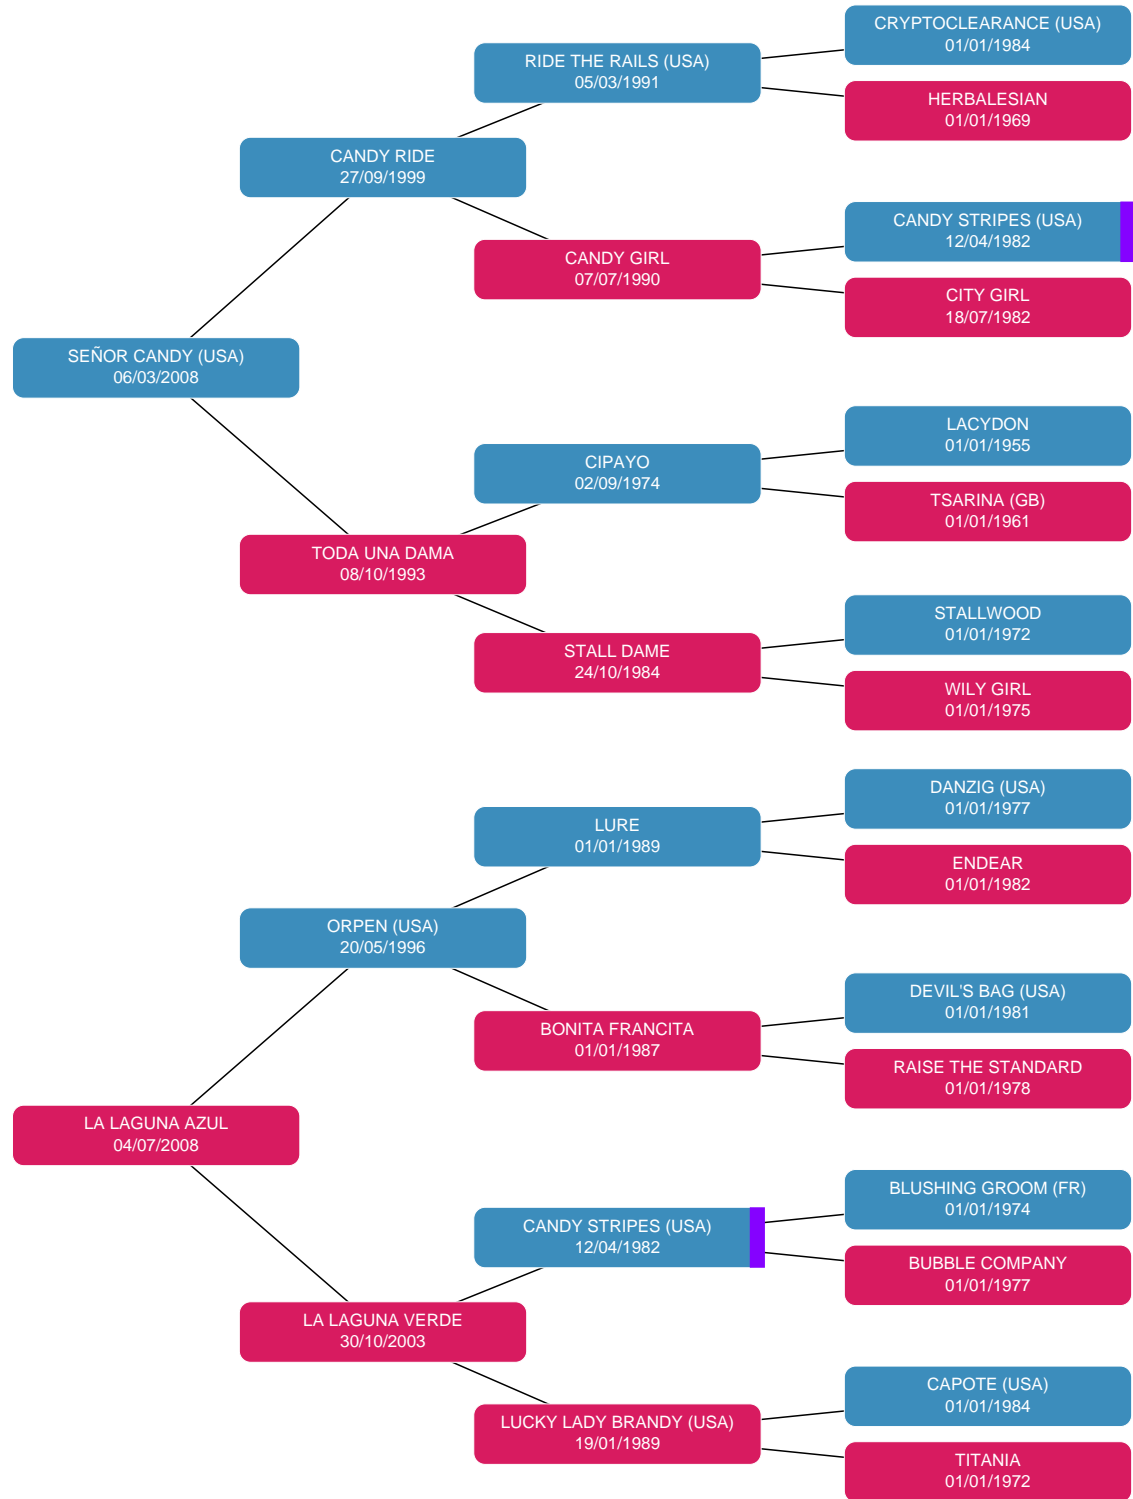 CRYPTOCLEARANCE (USA)
01/01/1984
RIDE THE RAILS (USA)
05/03/1991
HERBALESIAN
01/01/1969
CANDY RIDE
27/09/1999
CANDY STRIPES (USA)
12/04/1982
CANDY GIRL
07/07/1990
CITY GIRL
18/07/1982
SEÑOR CANDY (USA)
06/03/2008
LACYDON
01/01/1955
CIPAYO
02/09/1974
TSARINA (GB)
01/01/1961
TODA UNA DAMA
08/10/1993
STALLWOOD
01/01/1972
STALL DAME
24/10/1984
WILY GIRL
01/01/1975
DANZIG (USA)
01/01/1977
LURE
01/01/1989
ENDEAR
01/01/1982
ORPEN (USA)
20/05/1996
DEVIL'S BAG (USA)
01/01/1981
BONITA FRANCITA
01/01/1987
RAISE THE STANDARD
01/01/1978
LA LAGUNA AZUL
04/07/2008
BLUSHING GROOM (FR)
01/01/1974
CANDY STRIPES (USA)
12/04/1982
BUBBLE COMPANY
01/01/1977
LA LAGUNA VERDE
30/10/2003
CAPOTE (USA)
01/01/1984
LUCKY LADY BRANDY (USA)
19/01/1989
TITANIA
01/01/1972